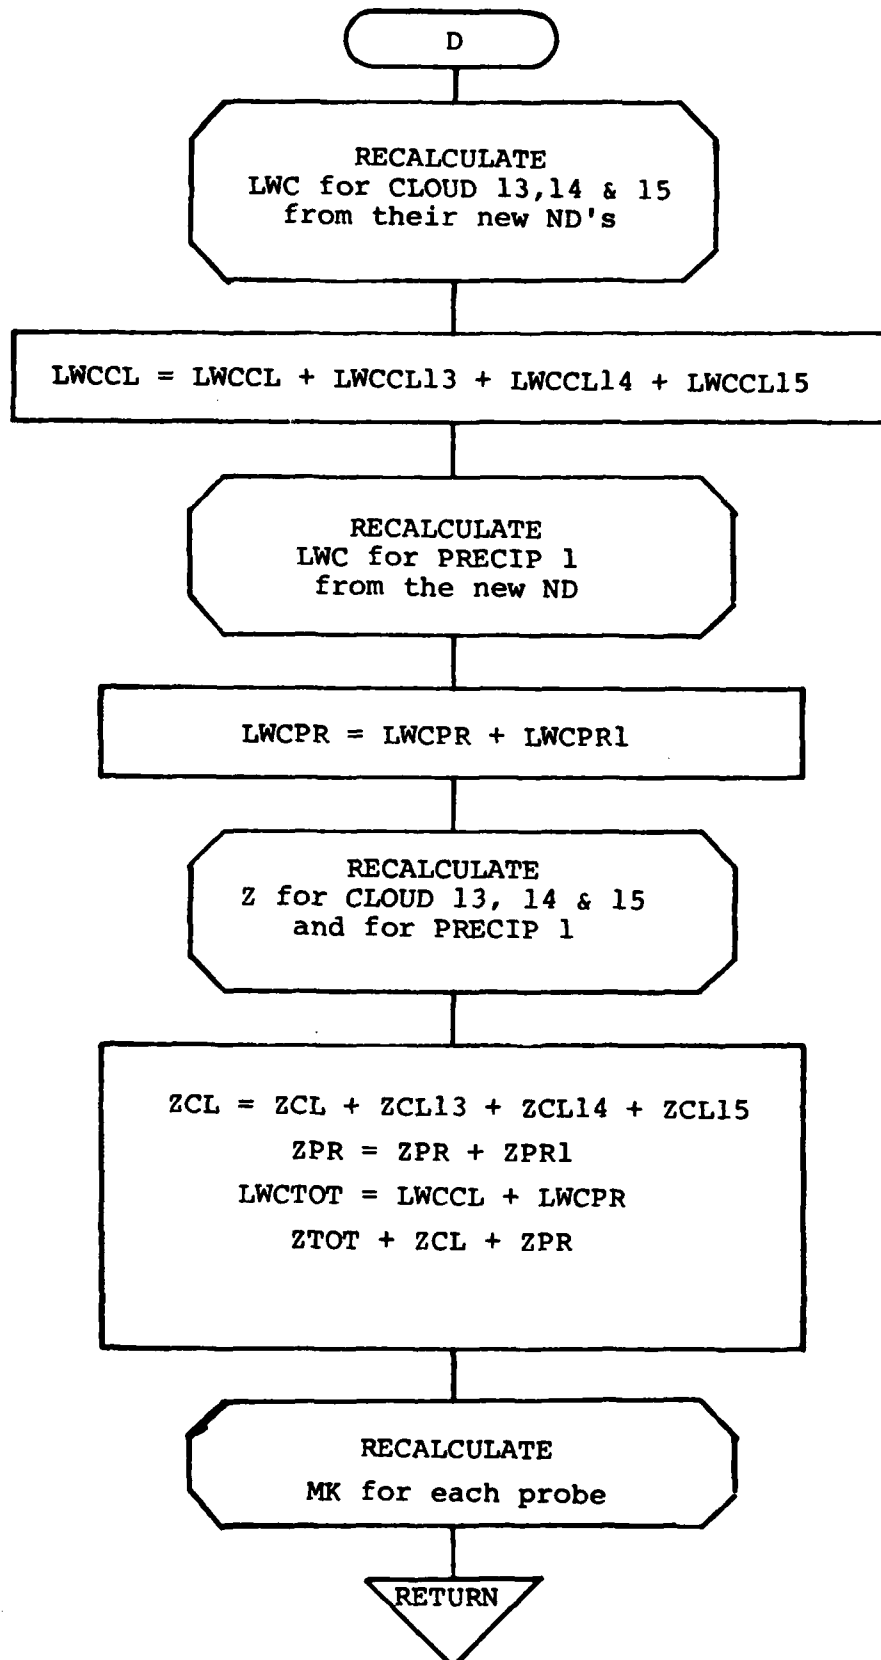 D
RECALCULATE
LWC for CLOUD 13,14 & 15
from their new ND's
LWCCL = LWCCL + LWCCL13 + LWCCL14 + LWCCL15
RECALCULATE
LWC for PRECIP 1
from the new ND
LWCPR = LWCPR + LWCPR1
RECALCULATE
Z for CLOUD 13, 14 & 15
and for PRECIP 1
ZCL = ZCL + ZCL13 + ZCL14 + ZCL15
ZPR = ZPR + ZPR1
LWCTOT = LWCCL + LWCPR
ZTOT + ZCL + ZPR
RECALCULATE
MK for each probe
RETURN